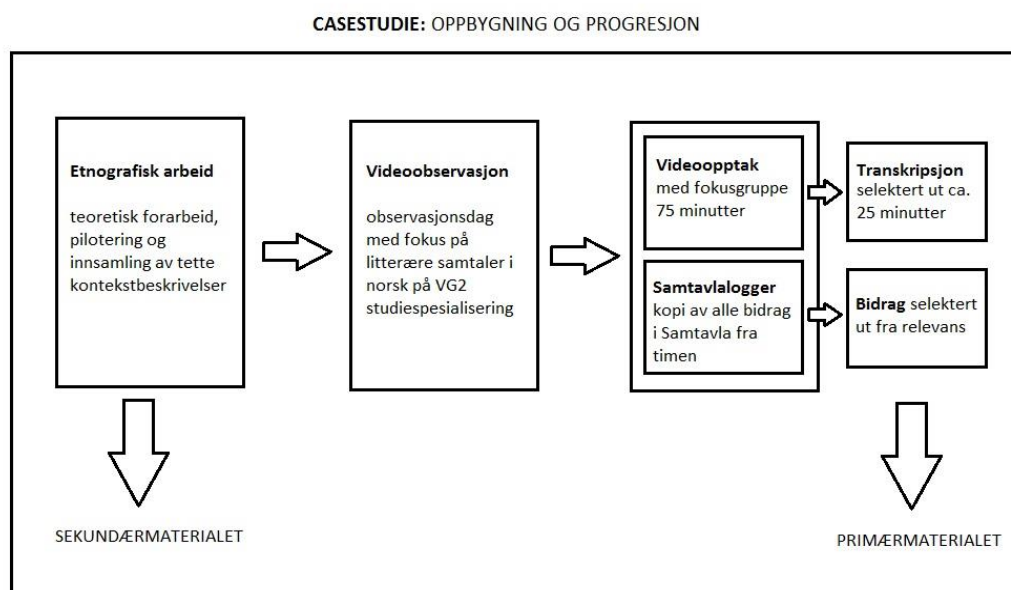 CASESTUDIE: OPPBYGNING OG PROGRESJON
Etnografisk arbeid
teoretisk forarbeid,
pilotering og
innsamling av tette
kontekstbeskrivelser
Videoobservasjon
observasjonsdag
med fokus på
litterære samtaler i
norsk på VG2
studiespesialisering
Videoopptak
med fokusgruppe
75 minutter
Samtavlalogger
kopi av alle bidrag
i Samtavla fra
timen
Transkripsjon
selektert ut ca.
25 minutter
Bidrag selektert
ut fra relevans
SEKUNDÆRMATERIALET
PRIMÆRMATERIALET